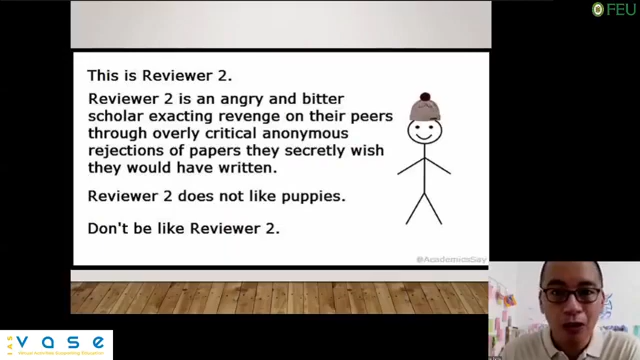 FEU
This is Reviewer 2.
Reviewer 2 is an angry and bitter
scholar exacting revenge on their peers
through overly critical anonymous
rejections of papers they secretly wish
they would have written.
Reviewer 2 does not like puppies.
Don't be like Reviewer 2.
@AcademicsSay
IAS
vase